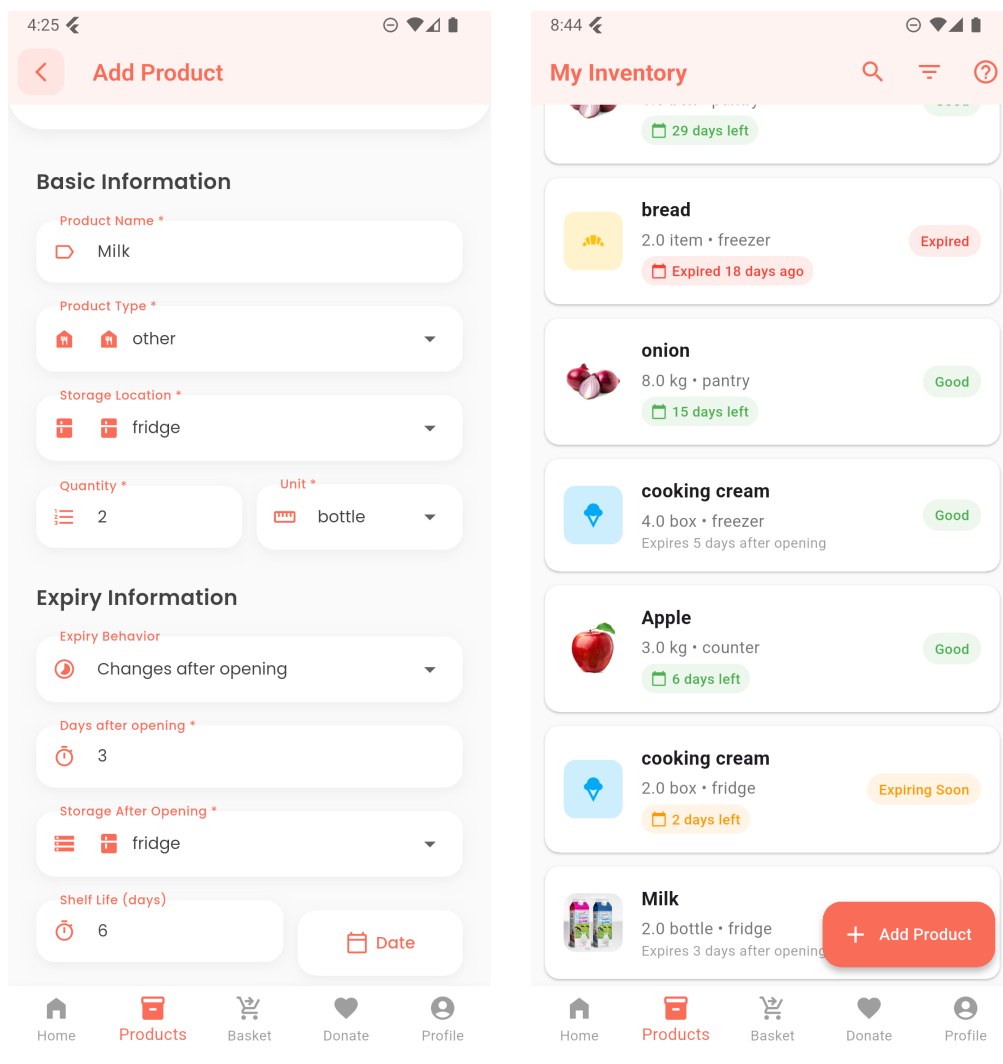 4:25
Add Product
Basic Information
Product Name *
Milk
Product Type *
other
Storage Location *
fridge
Quantity *
2
Unit *
bottle
Expiry Information
Expiry Behavior
Changes after opening
Days after opening *
3
Storage After Opening *
fridge
Shelf Life (days)
6
Date
Home
Products
Basket
Donate
Profile
8:44
My Inventory
29 days left
bread
2.0 item • freezer
Expired
Expired 18 days ago
onion
8.0 kg • pantry
Good
15 days left
cooking cream
4.0 box • freezer
Good
Expires 5 days after opening
Apple
3.0 kg • counter
Good
6 days left
cooking cream
2.0 box • fridge
Expiring Soon
2 days left
Milk
2.0 bottle • fridge
Expires 3 days after opening
+ Add Product
Home
Products
Basket
Donate
Profile